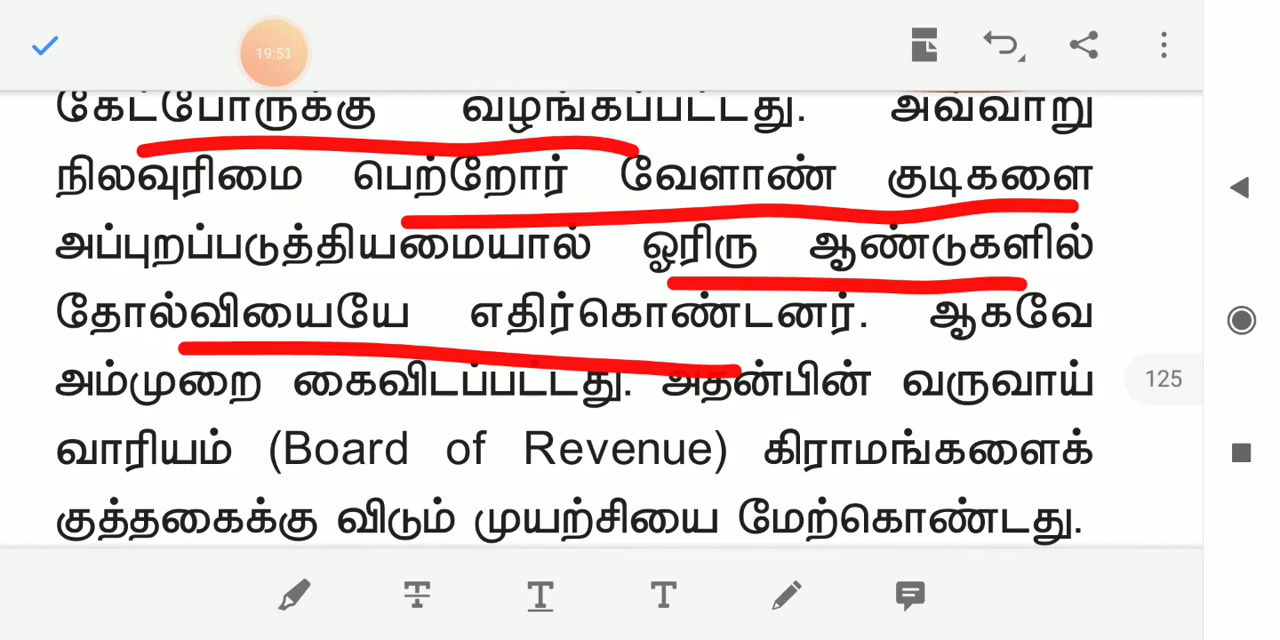 19:51
கேட்போருக்கு வழங்கப்பட்டது. அவ்வாறு
நிலவுரிமை பெற்றோர் வேளாண் குடிகளை
அப்புறப்படுத்தியமையால் ஓரிரு ஆண்டுகளில்
தோல்வியையே எதிர்கொண்டனர். ஆகவே
அம்முறை கைவிடப்பட்டது. அதன்பின் வருவாய்
125
வாரியம் (Board of Revenue) கிராமங்களைக்
குத்தகைக்கு விடும் முயற்சியை மேற்கொண்டது.
T T T